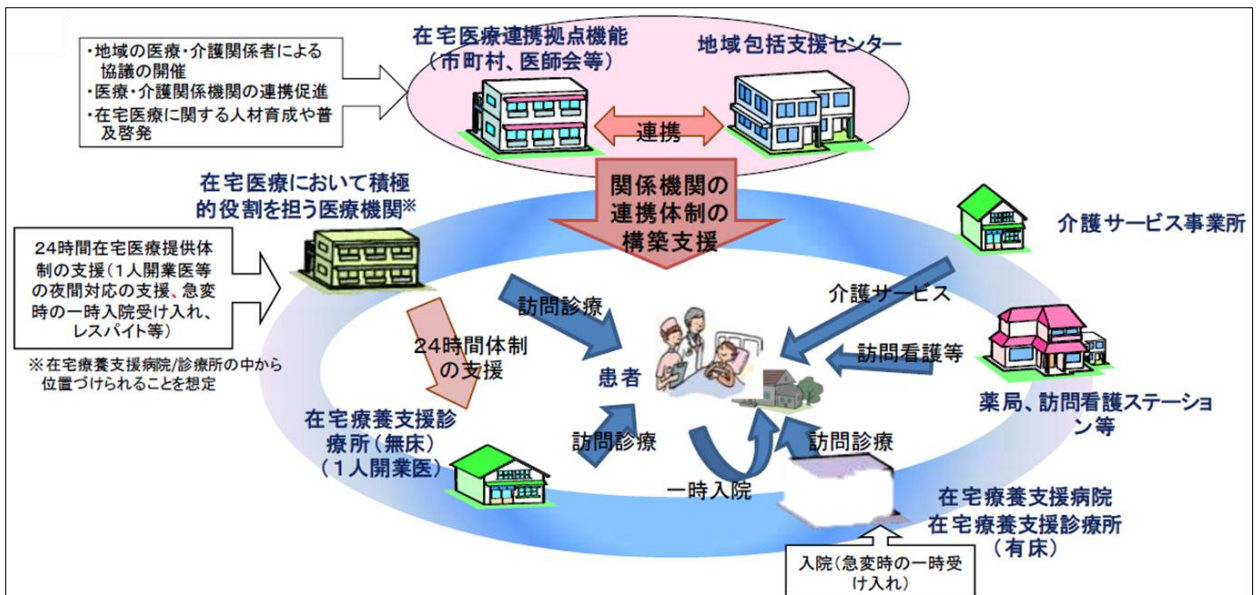 ・地域の医療・介護関係者による
協議の開催
・医療・介護関係機関の連携促進
・在宅医療に関する人材育成や普
及啓発
在宅医療連携拠点機能
（市町村、医師会等）
地域包括支援センター
連携
関係機関の
連携体制の
構築支援
在宅医療において積極
的役割を担う医療機関※
24時間在宅医療提供体
制の支援（1人開業医等
の夜間対応の支援、急変
時の一時入院受け入れ、
レスパイト等）
※在宅療養支援病院/診療所の中から
位置づけられることを想定
介護サービス事業所
訪問診療
介護サービス
24時間体制
の支援
患者
訪問看護等
薬局、訪問看護ステーショ
ン等
在宅療養支援診
療所（無床）
（1人開業医）
訪問診療
一時入院
訪問診療
在宅療養支援病院
在宅療養支援診療所
（有床）
入院（急変時の一時受
け入れ）